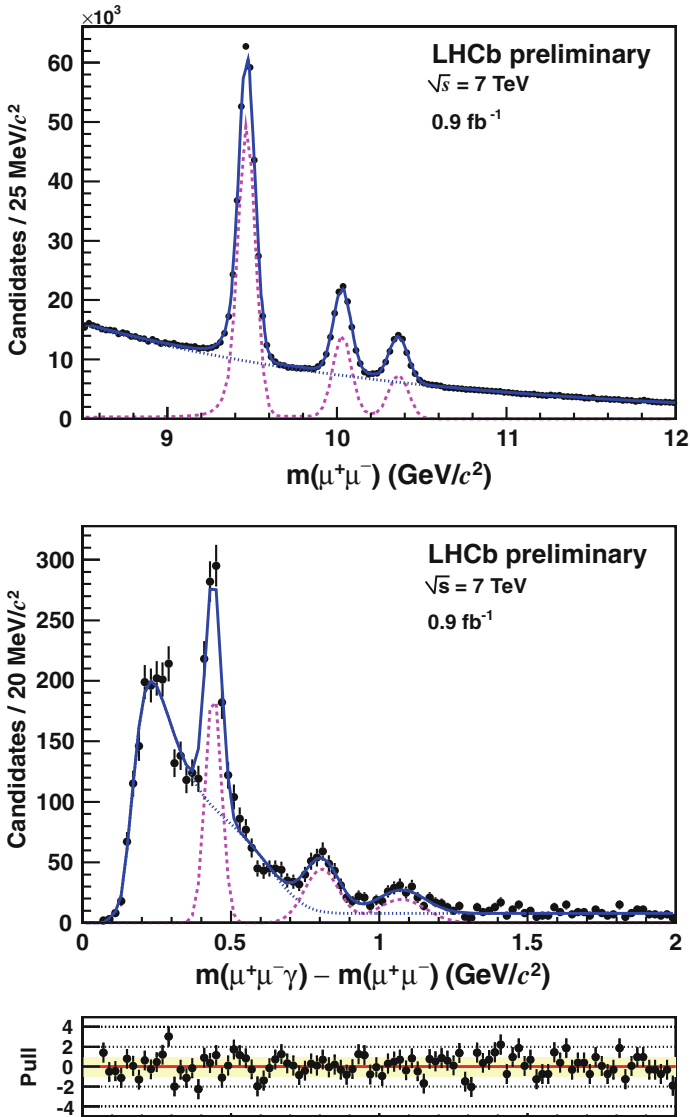 ×10³
LHCb preliminary
√s = 7 TeV
0.9 fb⁻¹
Candidates / 25 MeV/c²
60
50
40
30
20
10
0
9 10 11 12
m(μ⁺μ⁻) (GeV/c²)
LHCb preliminary
√s = 7 TeV
0.9 fb⁻¹
Candidates / 20 MeV/c²
300
250
200
150
100
50
0
0 0.5 1 1.5 2
m(μ⁺μ⁻γ) – m(μ⁺μ⁻) (GeV/c²)
Pull
4
2
0
-2
-4